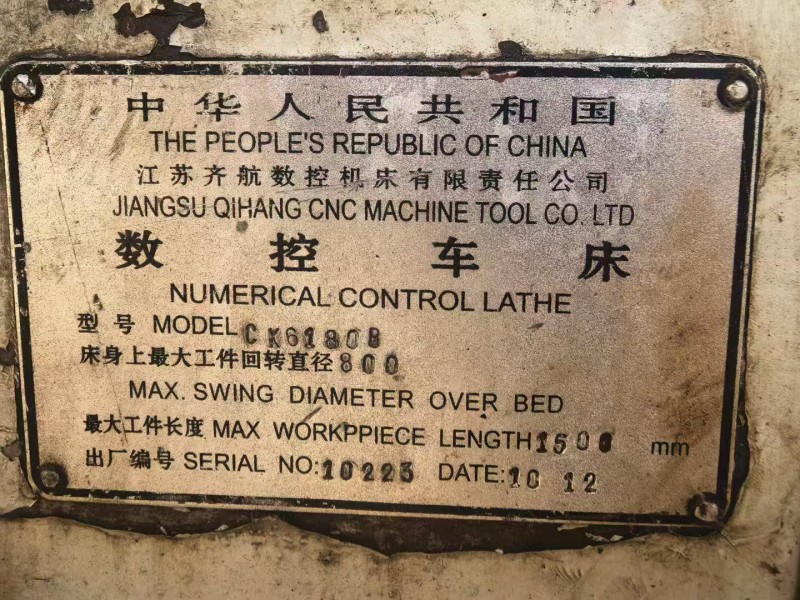 中华人民共和国
THE PEOPLE'S REPUBLIC OF CHINA
江苏齐航数控机床有限责任公司
JIANGSU QIHANG CNC MACHINE TOOL CO. LTD
数控车床
NUMERICAL CONTROL LATHE
型号 MODEL CK6180B
床身上最大工件回转直径 800
MAX. SWING DIAMETER OVER BED
最大工件长度 MAX WORKPPIECE LENGTH 1500 mm
出厂编号 SERIAL NO: 10223 DATE: 10 12